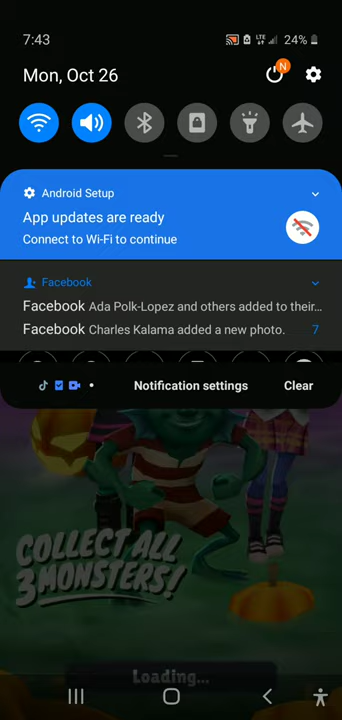 7:43
LTE
24%
Mon, Oct 26
N
Android Setup
App updates are ready
Connect to Wi-Fi to continue
Facebook
Facebook Ada Polk-Lopez and others added to their...
Facebook Charles Kalama added a new photo. 7
Notification settings
Clear
COLLECT ALL
3 MONSTERS!
Loading...